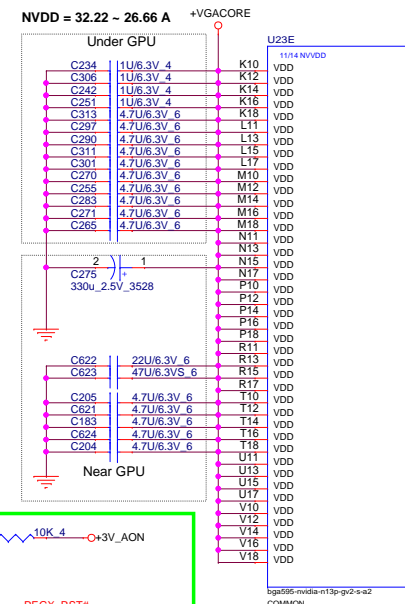 NVDD = 32.22 ~ 26.66 A
+VGACORE
Under GPU
U23E
11/14 NVVDD
C234 1U/6.3V_4 K10 VDD
C306 1U/6.3V_4 K12 VDD
C242 1U/6.3V_4 K14 VDD
C251 1U/6.3V_4 K16 VDD
C313 4.7U/6.3V_6 K18 VDD
C297 4.7U/6.3V_6 L11 VDD
C290 4.7U/6.3V_6 L13 VDD
C311 4.7U/6.3V_6 L15 VDD
C301 4.7U/6.3V_6 L17 VDD
C270 4.7U/6.3V_6 M10 VDD
C255 4.7U/6.3V_6 M12 VDD
C283 4.7U/6.3V_6 M14 VDD
C271 4.7U/6.3V_6 M16 VDD
C265 4.7U/6.3V_6 M18 VDD
N11 VDD
N13 VDD
2 1 N15 VDD
C275 + N17 VDD
330u_2.5V_3528 P10 VDD
P12 VDD
P14 VDD
P16 VDD
P18 VDD
R11 VDD
C622 22U/6.3V_6 R13 VDD
C623 47U/6.3VS_6 R15 VDD
R17 VDD
C205 4.7U/6.3V_6 T10 VDD
C621 4.7U/6.3V_6 T12 VDD
C183 4.7U/6.3V_6 T14 VDD
C624 4.7U/6.3V_6 T16 VDD
C204 4.7U/6.3V_6 T18 VDD
U11 VDD
Near GPU U13 VDD
U15 VDD
U17 VDD
V10 VDD
V12 VDD
V14 VDD
V16 VDD
V18 VDD
10K_4 +3V_AON
bga595-nvidia-n13p-gv2-s-a2
COMMON